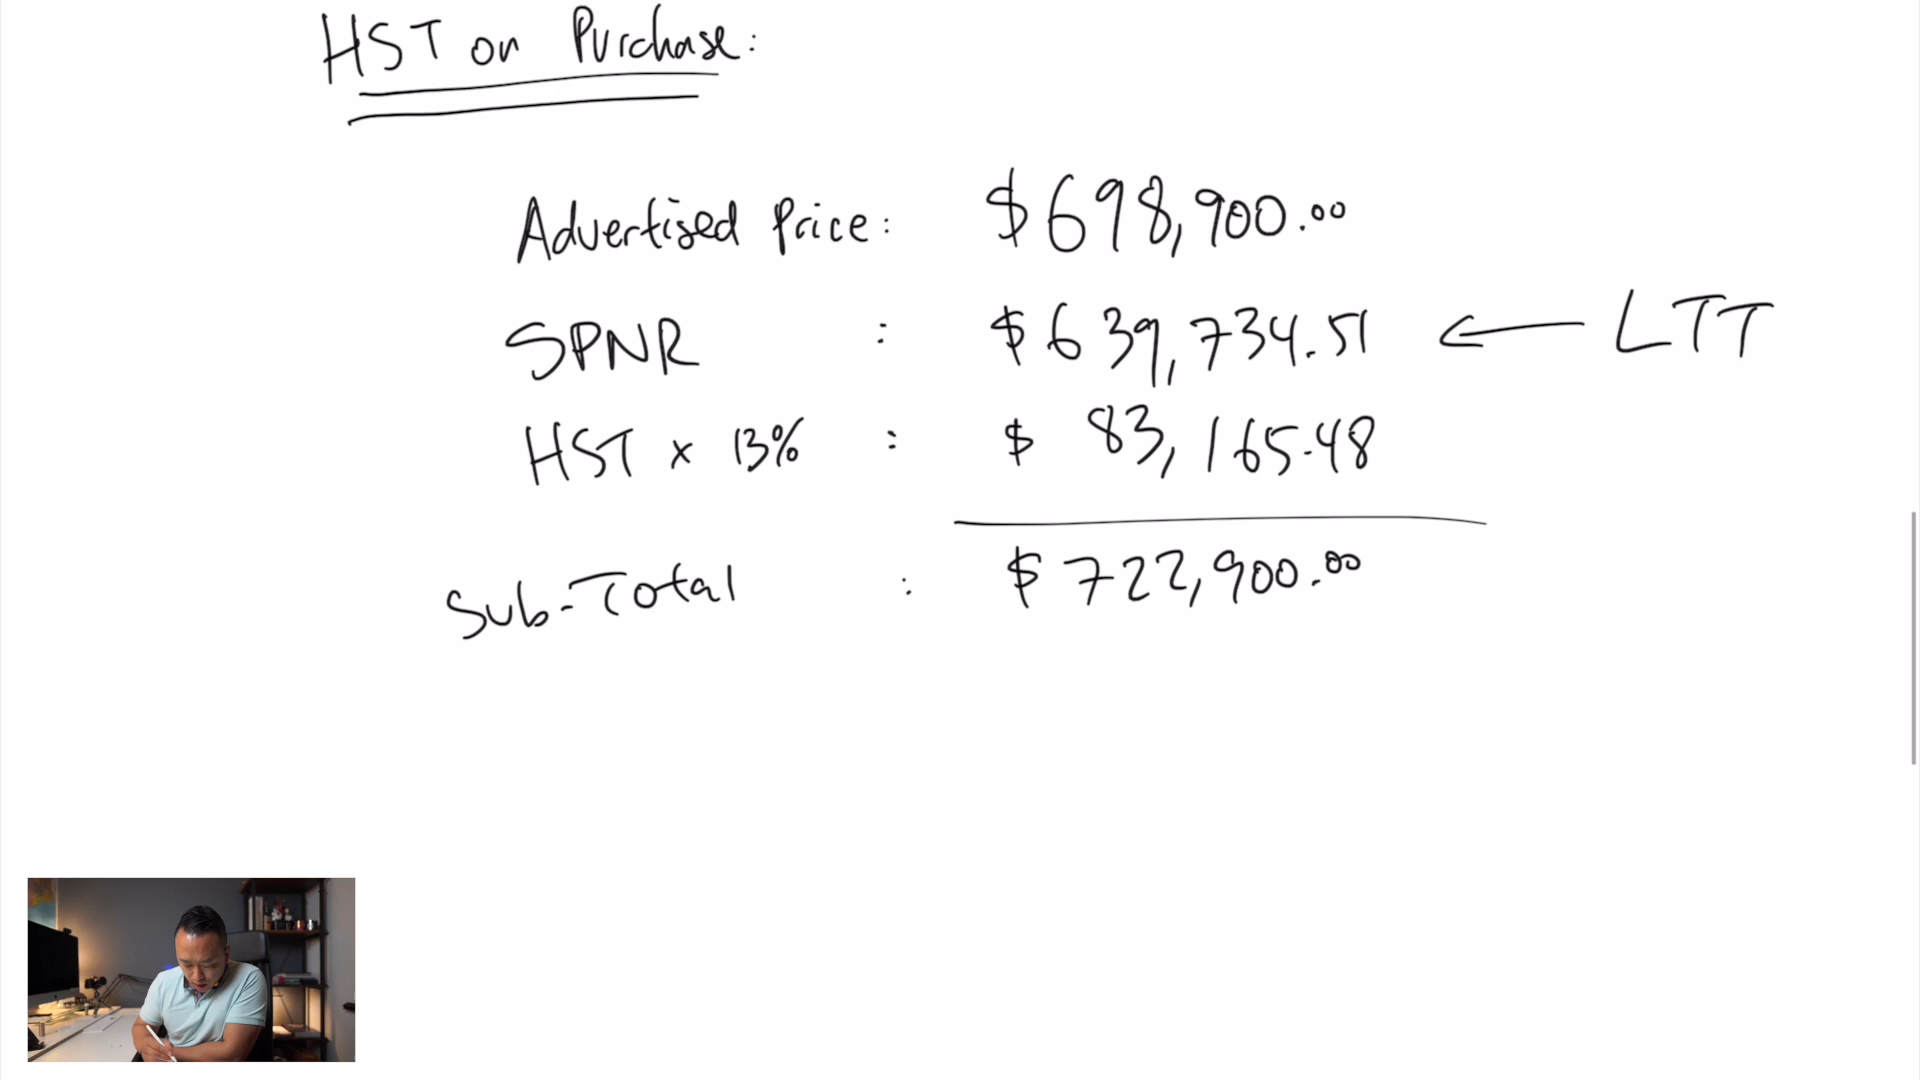 HST on Purchase:
Advertised Price: $698,900.00
SPNR : $639,734.51 ← LTT
HST x 13% : $ 83,165.48
Sub-Total : $722,900.00